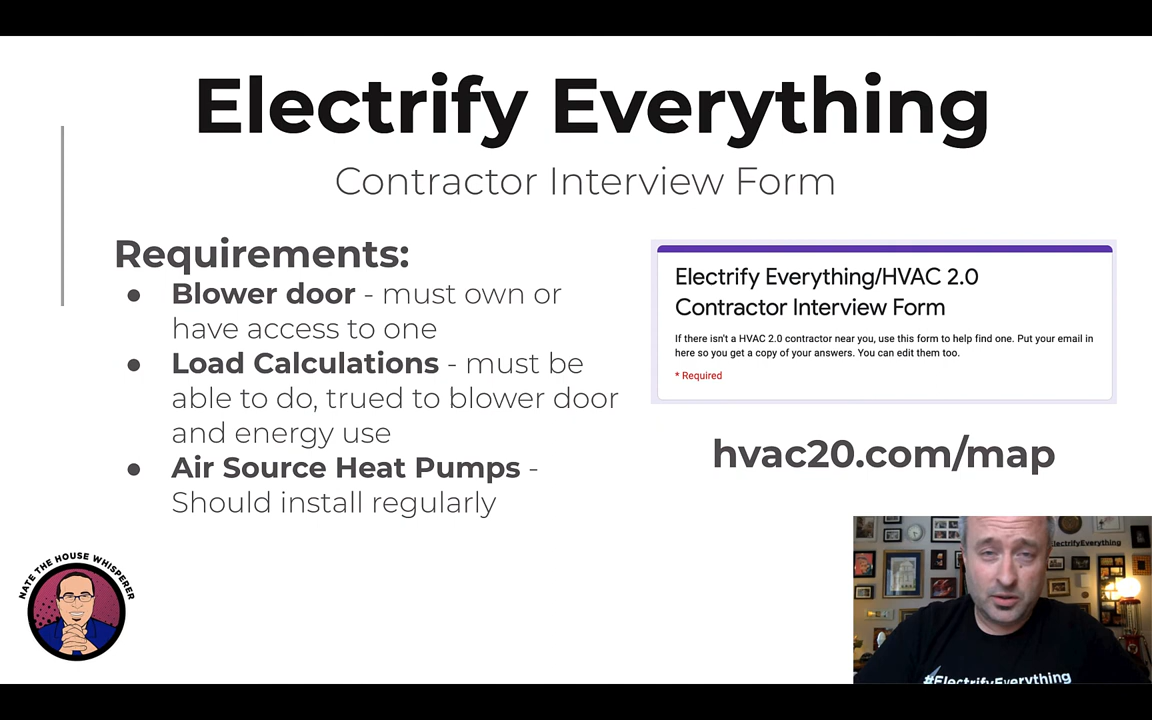 Electrify Everything
Contractor Interview Form
Requirements:
● Blower door - must own or
have access to one
● Load Calculations - must be
able to do, trued to blower door
and energy use
● Air Source Heat Pumps -
Should install regularly
Electrify Everything/HVAC 2.0
Contractor Interview Form
If there isn't a HVAC 2.0 contractor near you, use this form to help find one. Put your email in
here so you get a copy of your answers. You can edit them too.
* Required
hvac20.com/map
NATE THE HOUSE WHISPERER
ElectrifyEverything
#ElectrifyEverything